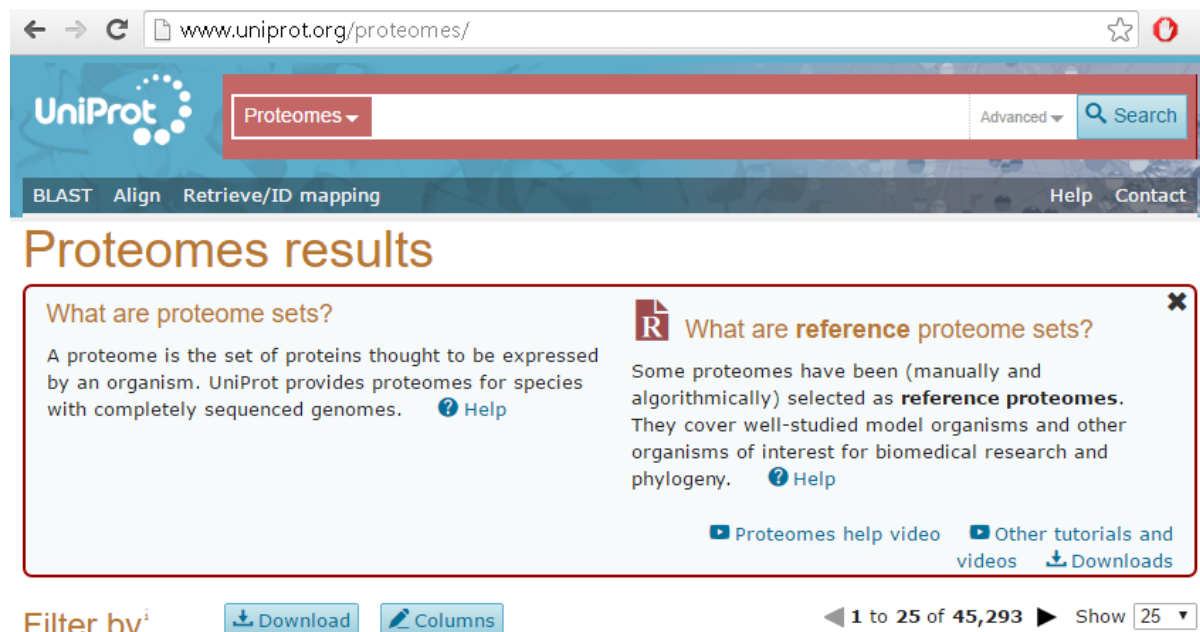 www.uniprot.org/proteomes/
UniProt
Proteomes
Advanced
Search
BLAST Align Retrieve/ID mapping
Help Contact
Proteomes results
What are proteome sets?
A proteome is the set of proteins thought to be expressed
by an organism. UniProt provides proteomes for species
with completely sequenced genomes. ? Help
R What are reference proteome sets?
Some proteomes have been (manually and
algorithmically) selected as reference proteomes.
They cover well-studied model organisms and other
organisms of interest for biomedical research and
phylogeny. ? Help
Proteomes help video Other tutorials and
videos Downloads
Filter by i
Download Columns
1 to 25 of 45,293 Show 25